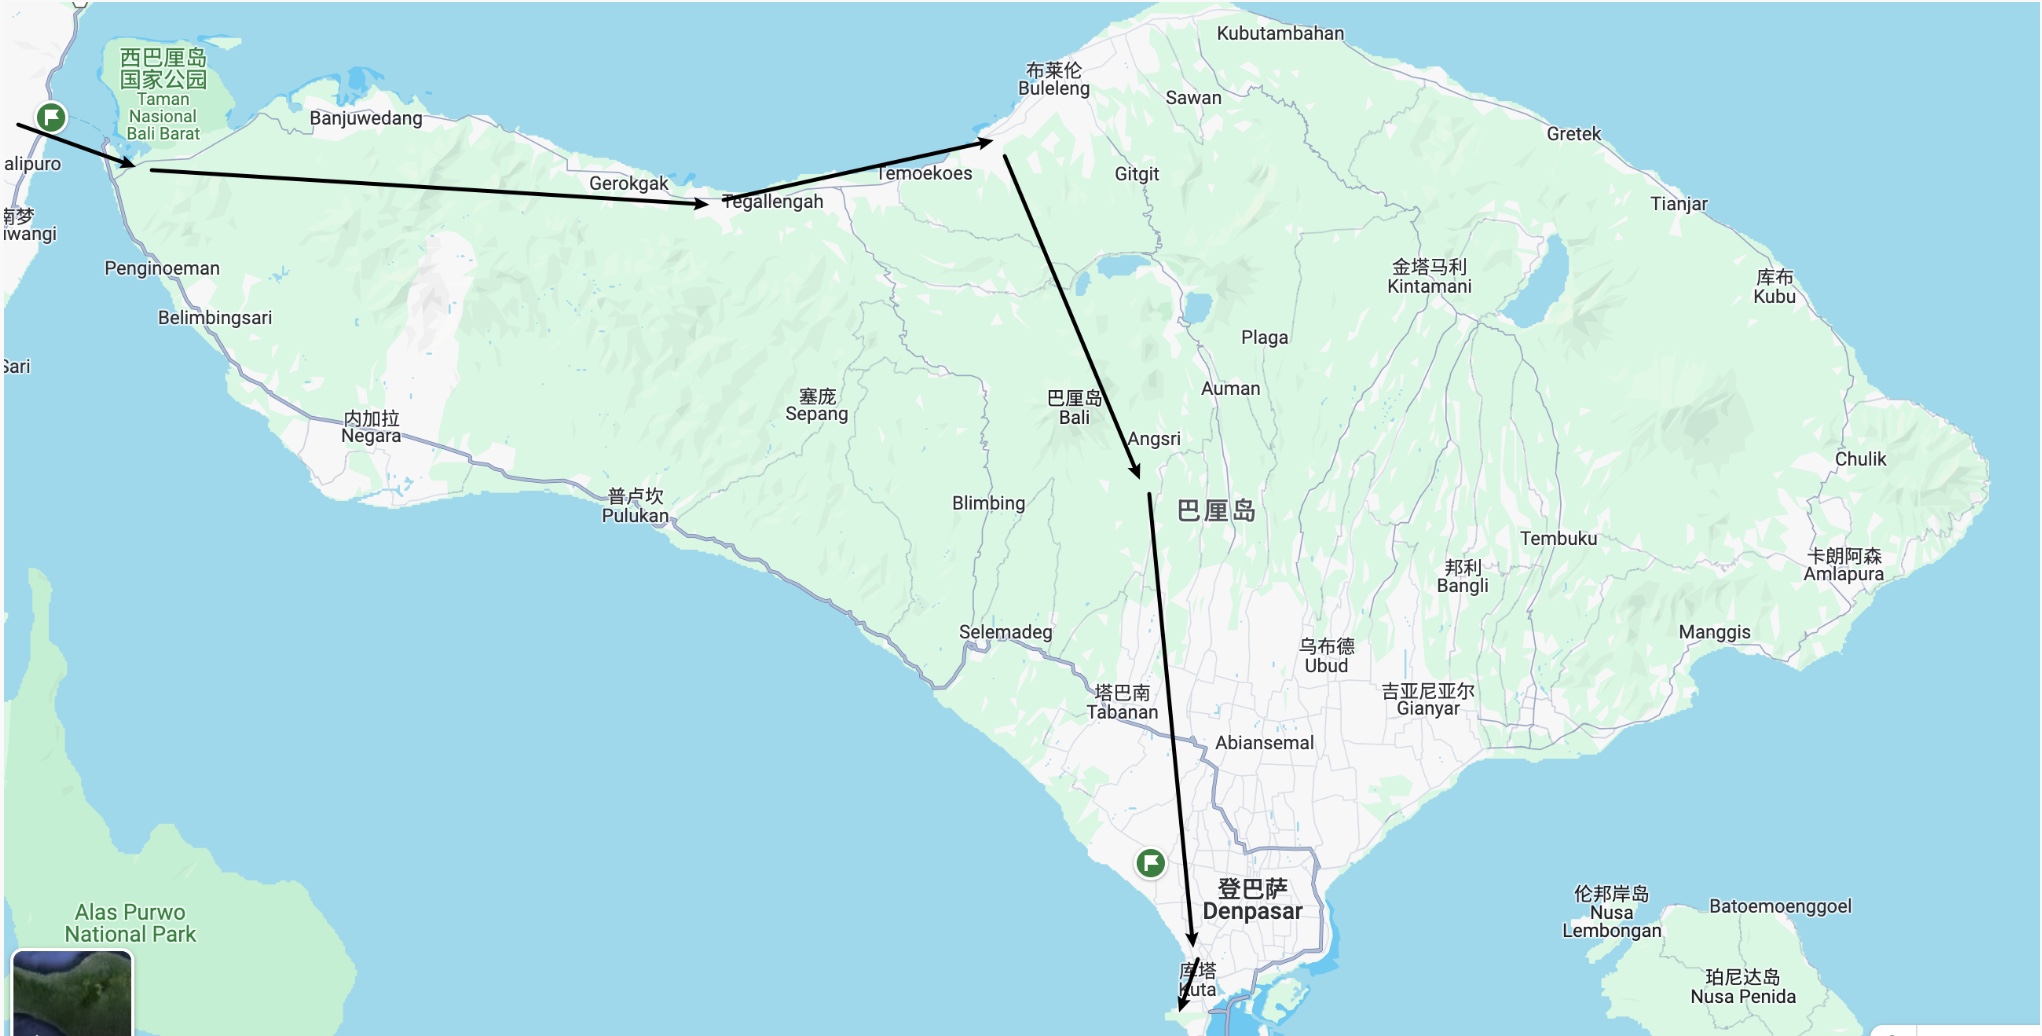 Kubutambahan
西巴厘岛
国家公园
Taman
Nasional
Bali Barat
布莱伦
Buleleng
Sawan
Banjuwedang
Gretek
alipuro
Gerokgak
Temoekoes
Gitgit
Tegallengah
Tianjar
南梦
iwangi
Penginoeman
金塔马利
Kintamani
库布
Kubu
Belimbingsari
Plaga
Sari
塞庞
Sepang
巴厘岛
Bali
Auman
内加拉
Negara
Angsri
Chulik
普卢坎
Pulukan
Blimbing
巴厘岛
Tembuku
邦利
Bangli
卡朗阿森
Amlapura
Selemadeg
乌布德
Ubud
Manggis
塔巴南
Tabanan
吉亚尼亚尔
Gianyar
Abiansemal
登巴萨
Denpasar
伦邦岸岛
Nusa
Lembongan
Batoemoenggoel
Alas Purwo
National Park
库塔
Kuta
珀尼达岛
Nusa Penida